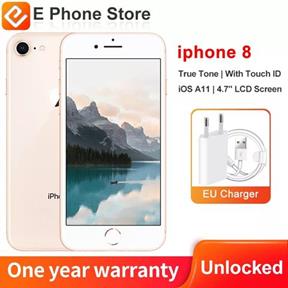 E Phone Store
iphone 8
True Tone | With Touch ID
iOS A11 | 4.7" LCD Screen
iPho
EU Charger
One year warranty
Unlocked